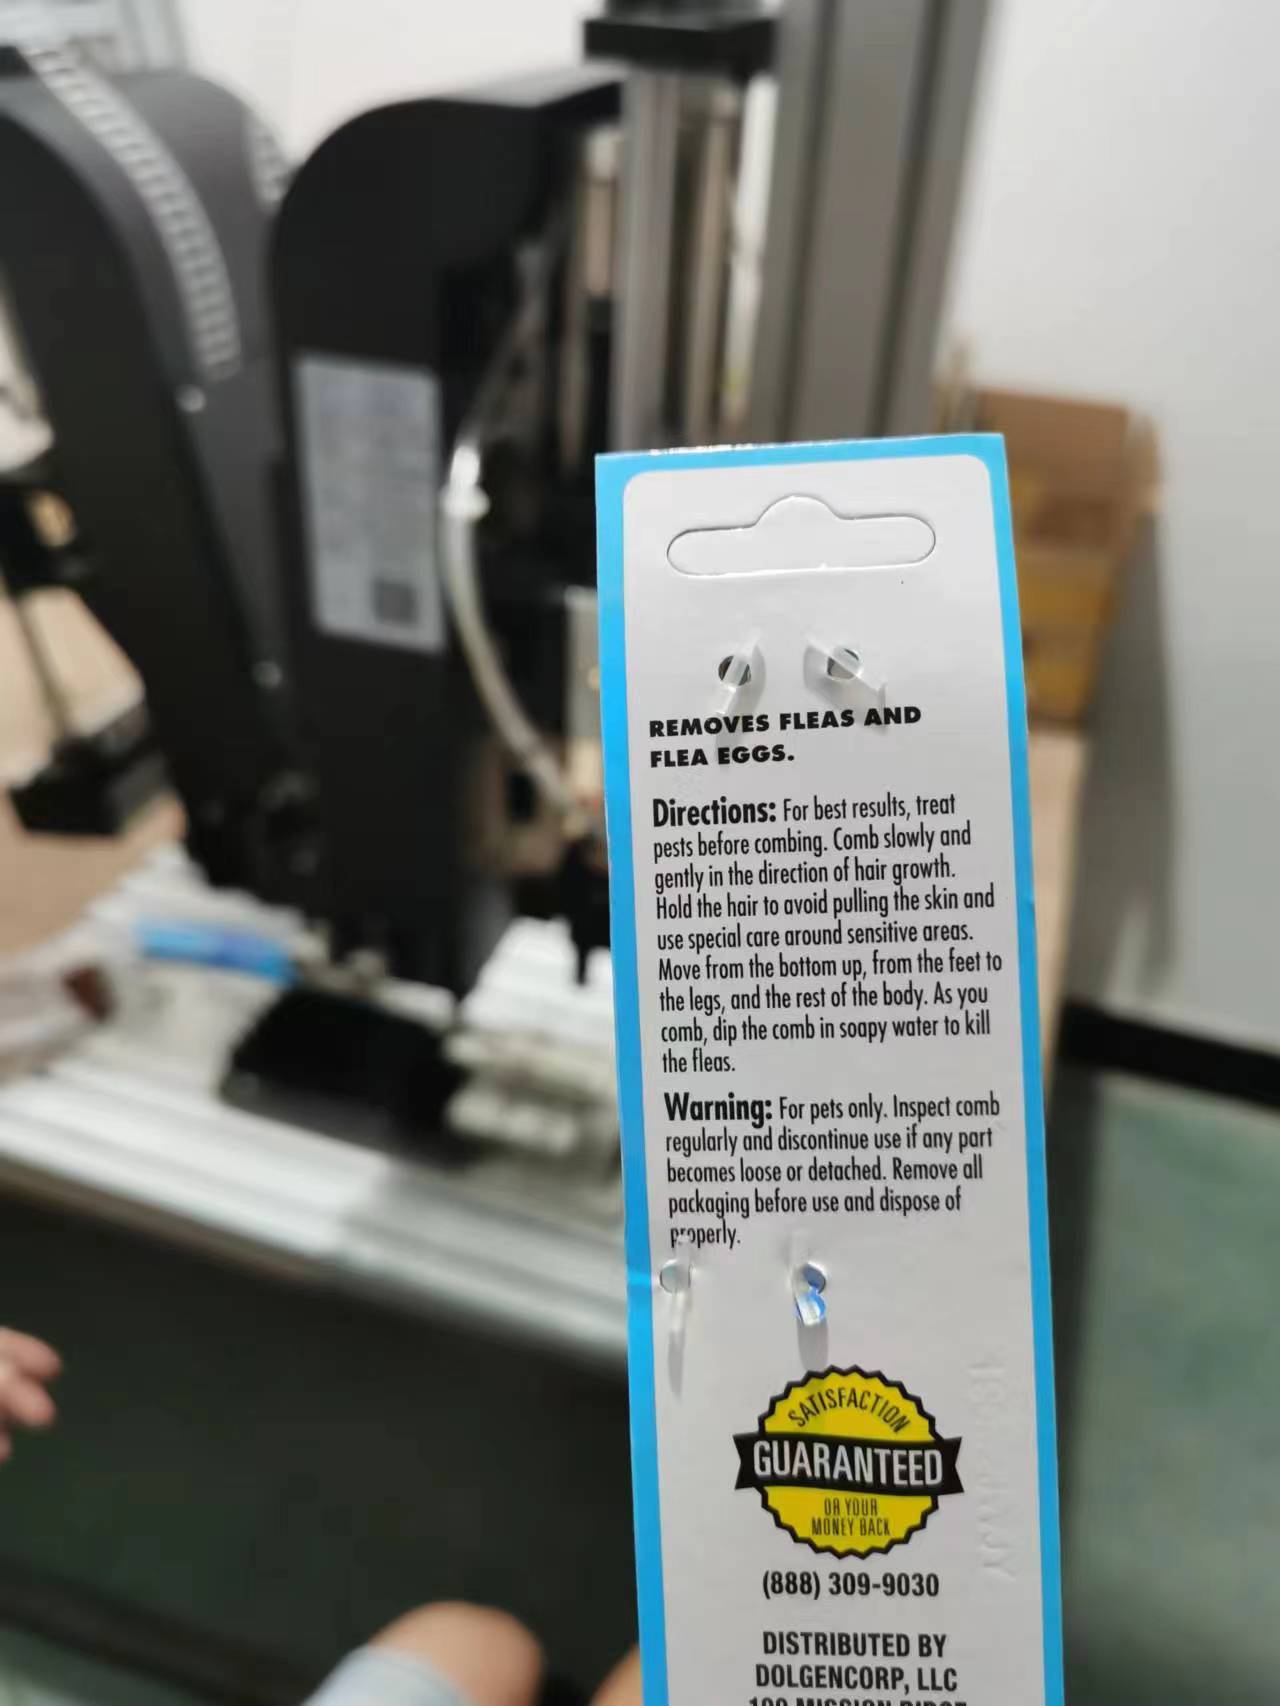 REMOVES FLEAS AND
FLEA EGGS.
Directions: For best results, treat
pests before combing. Comb slowly and
gently in the direction of hair growth.
Hold the hair to avoid pulling the skin and
use special care around sensitive areas.
Move from the bottom up, from the feet to
the legs, and the rest of the body. As you
comb, dip the comb in soapy water to kill
the fleas.
Warning: For pets only. Inspect comb
regularly and discontinue use if any part
becomes loose or detached. Remove all
packaging before use and dispose of
properly.
SATISFACTION
GUARANTEED
OR YOUR
MONEY BACK
(888) 309-9030
DISTRIBUTED BY
DOLGENCORP, LLC
100 MISSION RIDGE